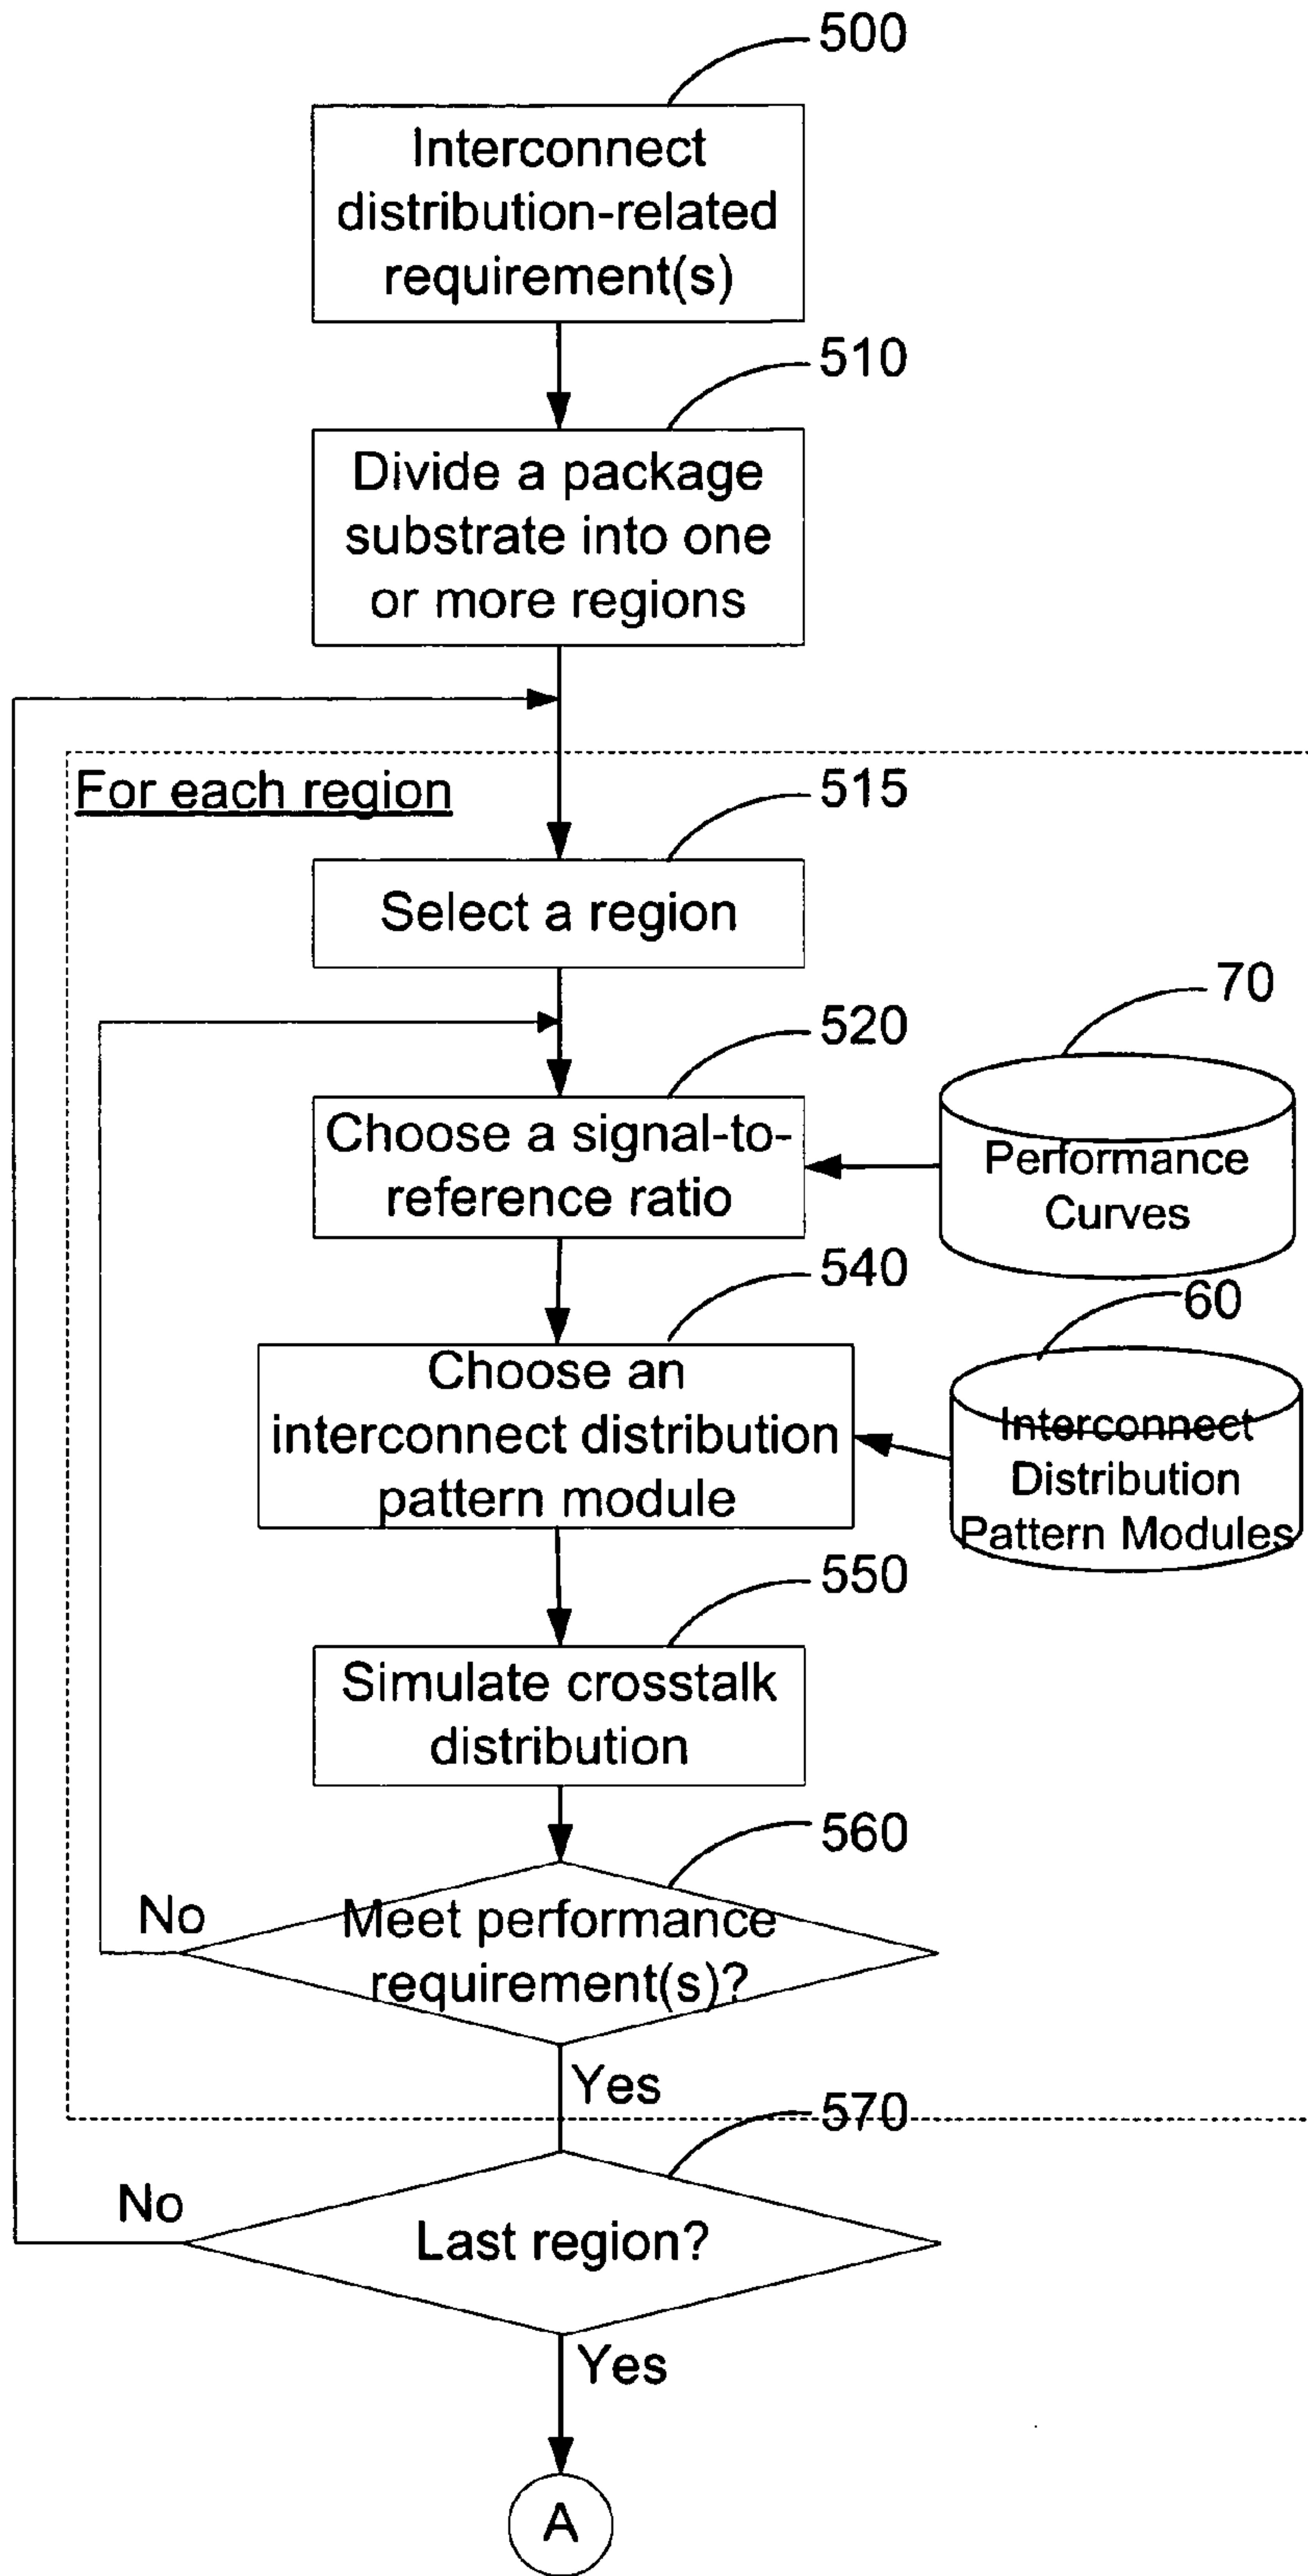 500
Interconnect
distribution-related
requirement(s)
510
Divide a package
substrate into one
or more regions
For each region
515
Select a region
70
520
Choose a signal-to-
reference ratio
Performance
Curves
540
60
Choose an
interconnect distribution
pattern module
Interconnect
Distribution
Pattern Modules
550
Simulate crosstalk
distribution
560
No
Meet performance
requirement(s)?
Yes
570
No
Last region?
Yes
A